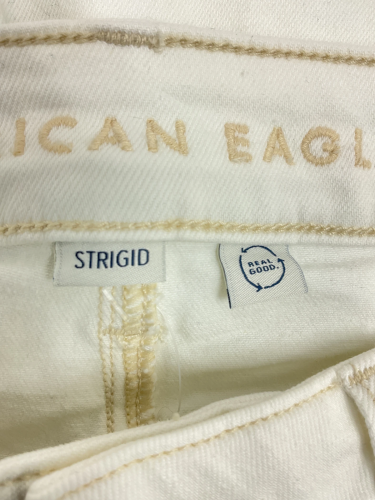 ICAN EAGL
STRIGID
REAL
GOOD.